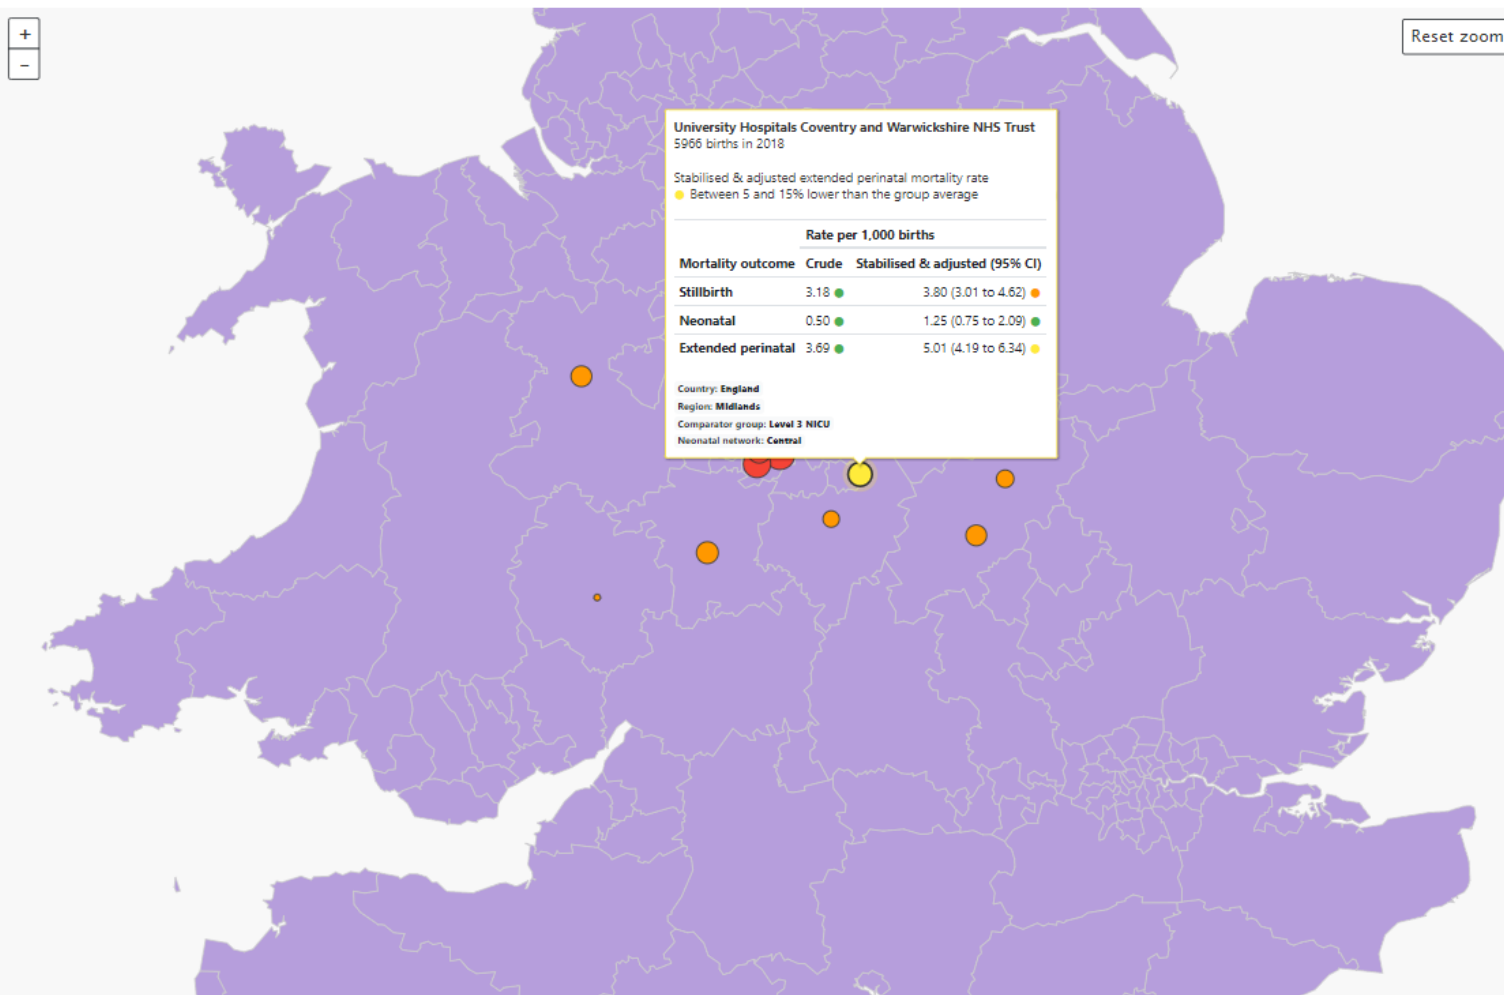 +
−
Reset zoom
University Hospitals Coventry and Warwickshire NHS Trust
5966 births in 2018
Stabilised & adjusted extended perinatal mortality rate
Between 5 and 15% lower than the group average
Rate per 1,000 births
Mortality outcome Crude Stabilised & adjusted (95% CI)
Stillbirth 3.18 3.80 (3.01 to 4.62)
Neonatal 0.50 1.25 (0.75 to 2.09)
Extended perinatal 3.69 5.01 (4.19 to 6.34)
Country: England
Region: Midlands
Comparator group: Level 3 NICU
Neonatal network: Central